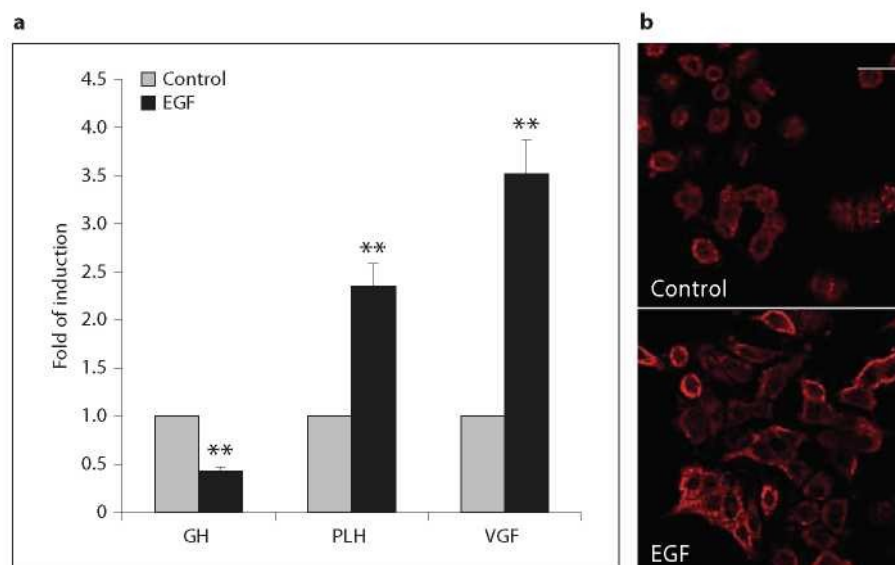 a
b
Control
EGF
4.5
4.0
3.5
3.0
2.5
2.0
1.5
1.0
0.5
0
Fold of induction
**
**
**
GH
PLH
VGF
Control
EGF